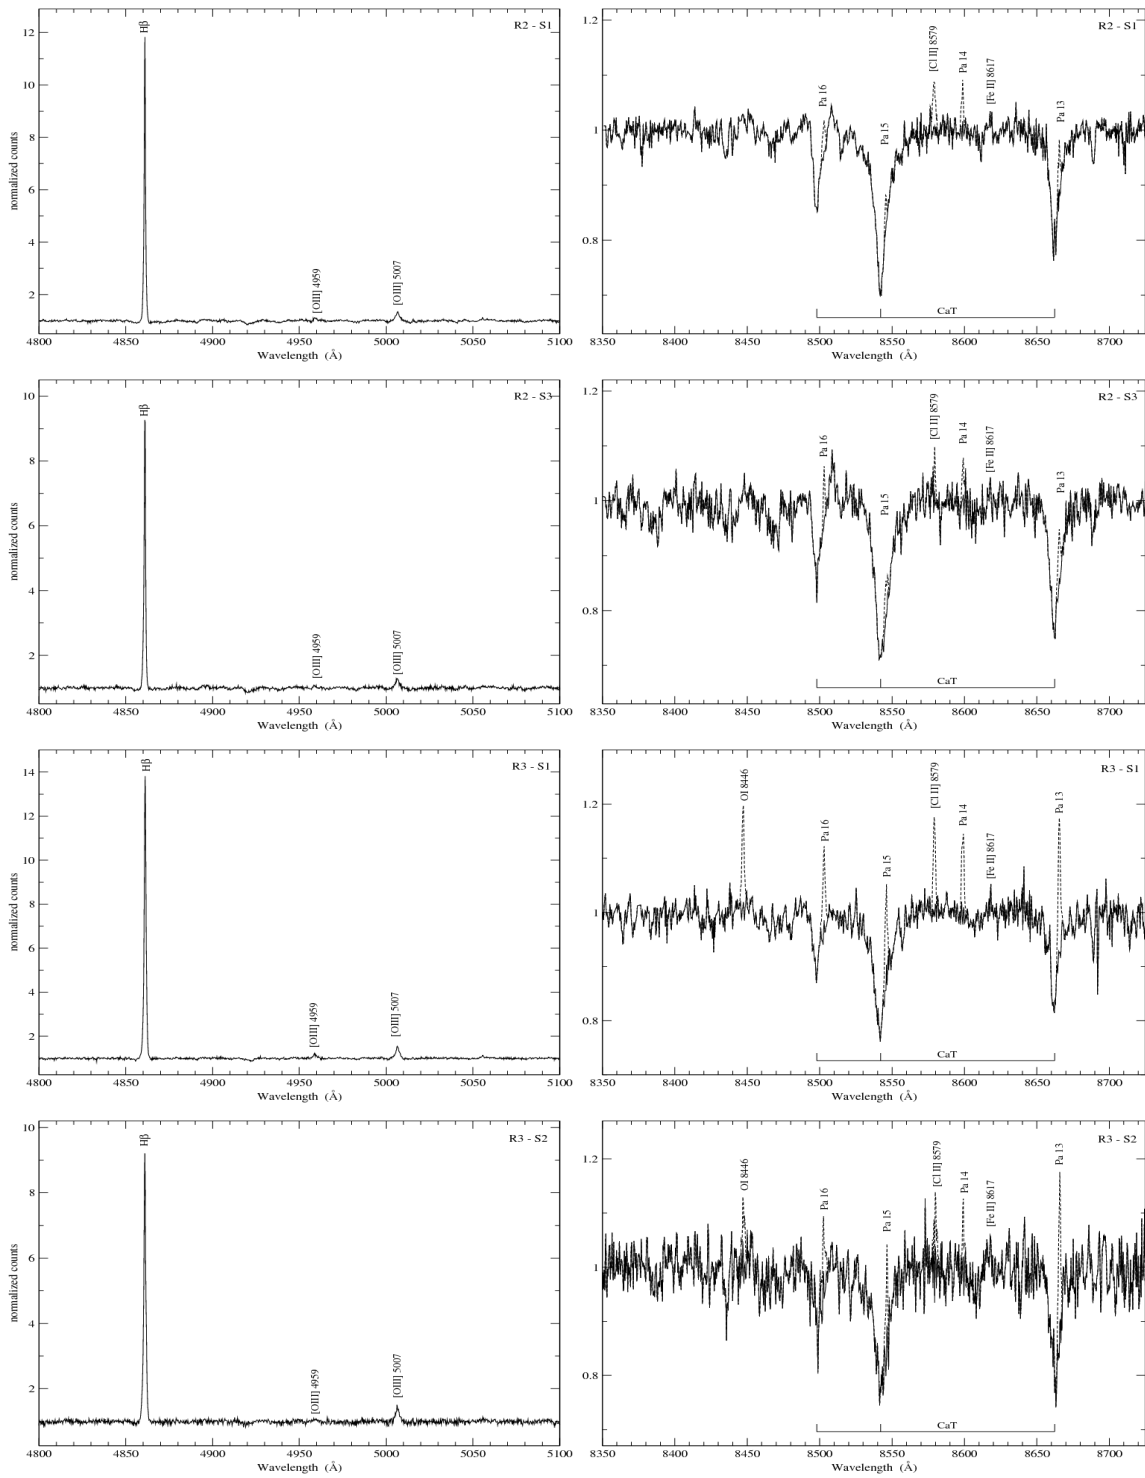 Hβ
R2 - S1
12
10
8
6
4
2
normalized counts
[OIII] 4959
[OIII] 5007
4800
4850
4900
4950
5000
5100
Wavelength (Å)
R2 - S1
1.2
1
0.8
Pa 16
Pa 15
[Cl II] 8579
Pa 14
[Fe II] 8617
Pa 13
CaT
8350
8400
8450
8500
8550
8600
8650
8700
Wavelength (Å)
Hβ
R2 - S3
10
8
6
4
2
normalized counts
[OIII] 4959
[OIII] 5007
4800
4850
4900
4950
5000
5100
Wavelength (Å)
R2 - S3
1.2
1
0.8
Pa 16
Pa 15
[Cl II] 8579
Pa 14
[Fe II] 8617
Pa 13
CaT
8350
8400
8450
8500
8550
8600
8650
8700
Wavelength (Å)
Hβ
R3 - S1
14
12
10
8
6
4
2
normalized counts
[OIII] 4959
[OIII] 5007
4800
4850
4900
4950
5000
5100
Wavelength (Å)
R3 - S1
1.2
1
0.8
OI 8446
Pa 16
Pa 15
[Cl II] 8579
Pa 14
[Fe II] 8617
Pa 13
CaT
8350
8400
8450
8500
8550
8600
8650
8700
Wavelength (Å)
Hβ
R3 - S2
10
8
6
4
2
normalized counts
[OIII] 4959
[OIII] 5007
4800
4850
4900
4950
5000
5100
Wavelength (Å)
R3 - S2
1.2
1
0.8
OI 8446
Pa 16
Pa 15
[Cl II] 8579
Pa 14
[Fe II] 8617
Pa 13
CaT
8350
8400
8450
8500
8550
8600
8650
8700
Wavelength (Å)